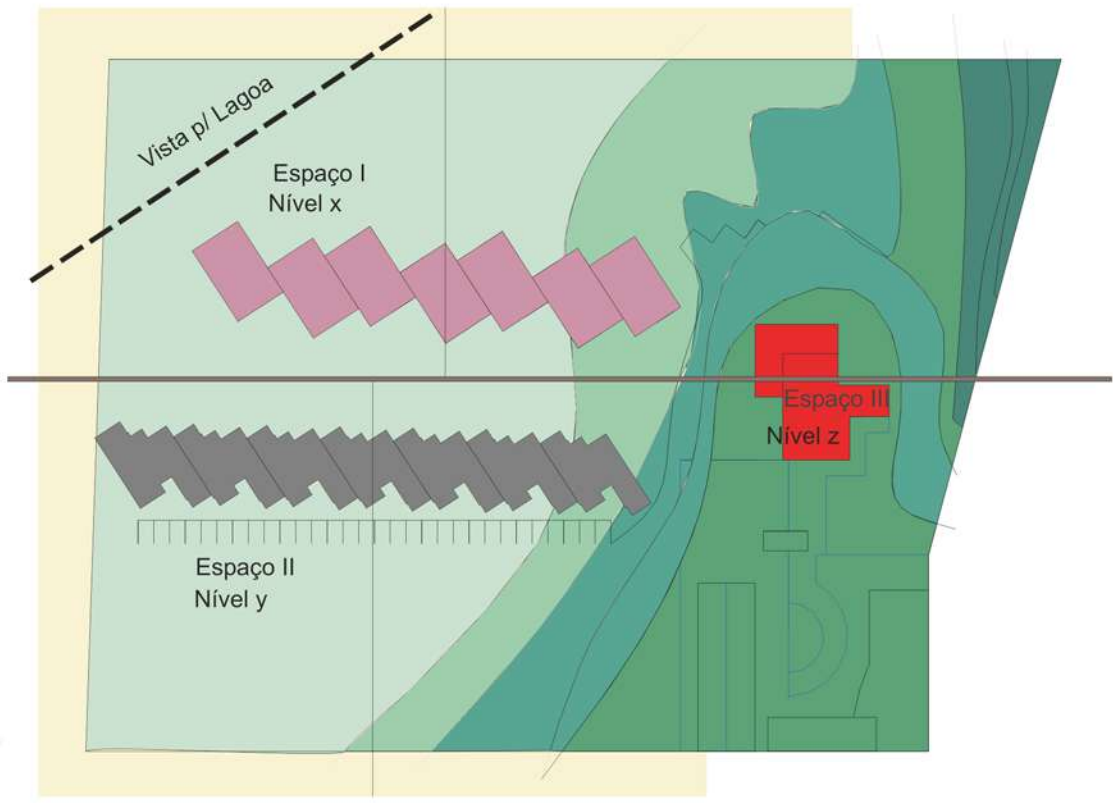 Vista p/ Lagoa
Espaço I
Nível x
Espaço III
Nível z
Espaço II
Nível y